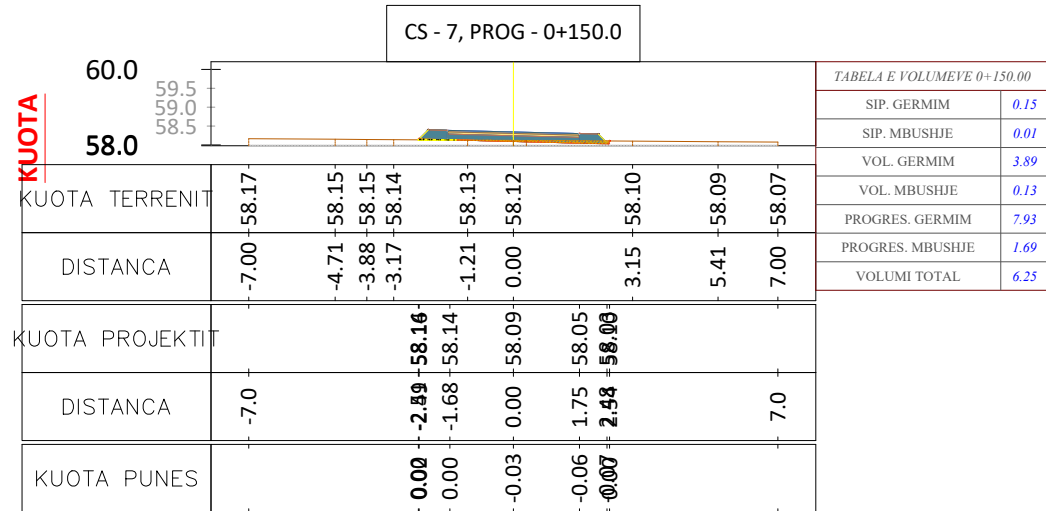 CS - 7, PROG - 0+150.0
KUOTA
60.0
59.5
59.0
58.5
58.0
KUOTA TERRENIT 58.17 58.15 58.15 58.14 58.13 58.12 58.10 58.09 58.07
DISTANCA -7.00 -4.71 -3.88 -3.17 -1.21 0.00 3.15 5.41 7.00
KUOTA PROJEKTIT 58.14 58.09 58.05
DISTANCA -7.0 -1.68 0.00 1.75 7.0
KUOTA PUNES 0.00 -0.03 -0.06
TABELA E VOLUMEVE 0+150.00
SIP. GERMIM 0.15
SIP. MBUSHJE 0.01
VOL. GERMIM 3.89
VOL. MBUSHJE 0.13
PROGRES. GERMIM 7.93
PROGRES. MBUSHJE 1.69
VOLUMI TOTAL 6.25